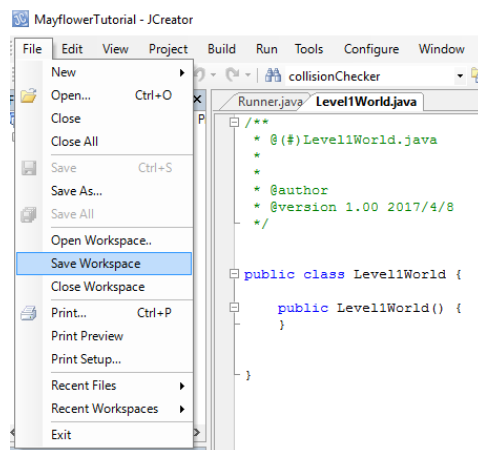 MayflowerTutorial - JCreator
File Edit View Project Build Run Tools Configure Window
collisionChecker
New
Open... Ctrl+O
Close
Close All
Save Ctrl+S
Save As...
Save All
Open Workspace..
Save Workspace
Close Workspace
Print... Ctrl+P
Print Preview
Print Setup...
Recent Files
Recent Workspaces
Exit
P
Runner.java Level1World.java
/**
* @(#)Level1World.java
*
*
* @author
* @version 1.00 2017/4/8
*/
public class Level1World {
public Level1World() {
}
}